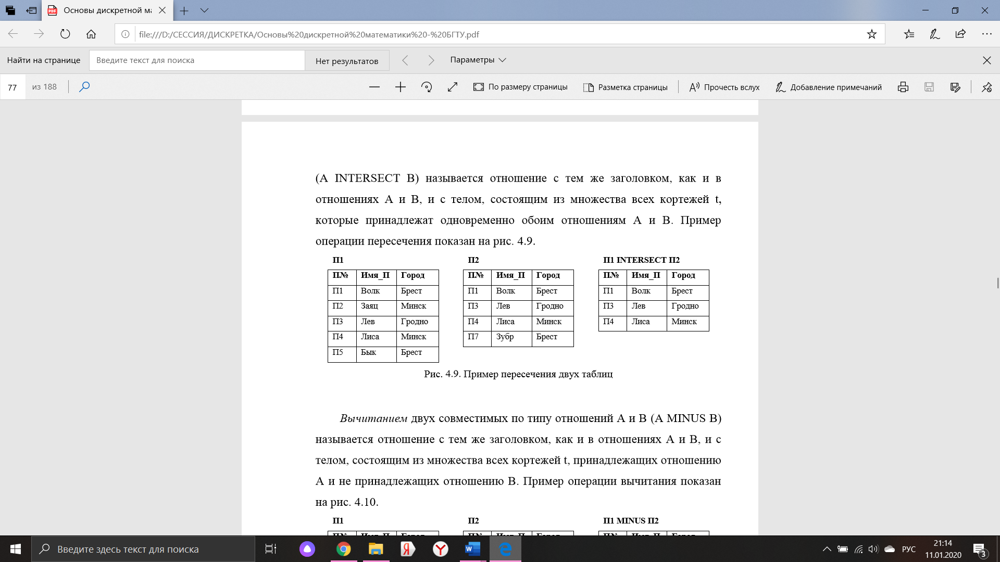 Основы дискретной ма
file:///D:/СЕССИЯ/ДИСКРЕТКА/Основы%20дискретной%20математики%20-%20БГТУ.pdf
Найти на странице
Введите текст для поиска
Нет результатов
Параметры
77 из 188
По размеру страницы
Разметка страницы
Прочесть вслух
Добавление примечаний
(A INTERSECT B) называется отношение с тем же заголовком, как и в
отношениях A и B, и с телом, состоящим из множества всех кортежей t,
которые принадлежат одновременно обоим отношениям A и B. Пример
операции пересечения показан на рис. 4.9.
П1
П№ Имя_П Город
П1 Волк Брест
П2 Заяц Минск
П3 Лев Гродно
П4 Лиса Минск
П5 Бык Брест
П2
П№ Имя_П Город
П1 Волк Брест
П3 Лев Гродно
П4 Лиса Минск
П7 Зубр Брест
П1 INTERSECT П2
П№ Имя_П Город
П1 Волк Брест
П3 Лев Гродно
П4 Лиса Минск
Рис. 4.9. Пример пересечения двух таблиц
Вычитанием двух совместимых по типу отношений A и B (A MINUS B)
называется отношение с тем же заголовком, как и в отношениях A и B, и с
телом, состоящим из множества всех кортежей t, принадлежащих отношению
A и не принадлежащих отношению B. Пример операции вычитания показан
на рис. 4.10.
П1
П2
П1 MINUS П2
Введите здесь текст для поиска
РУС
21:14
11.01.2020
3